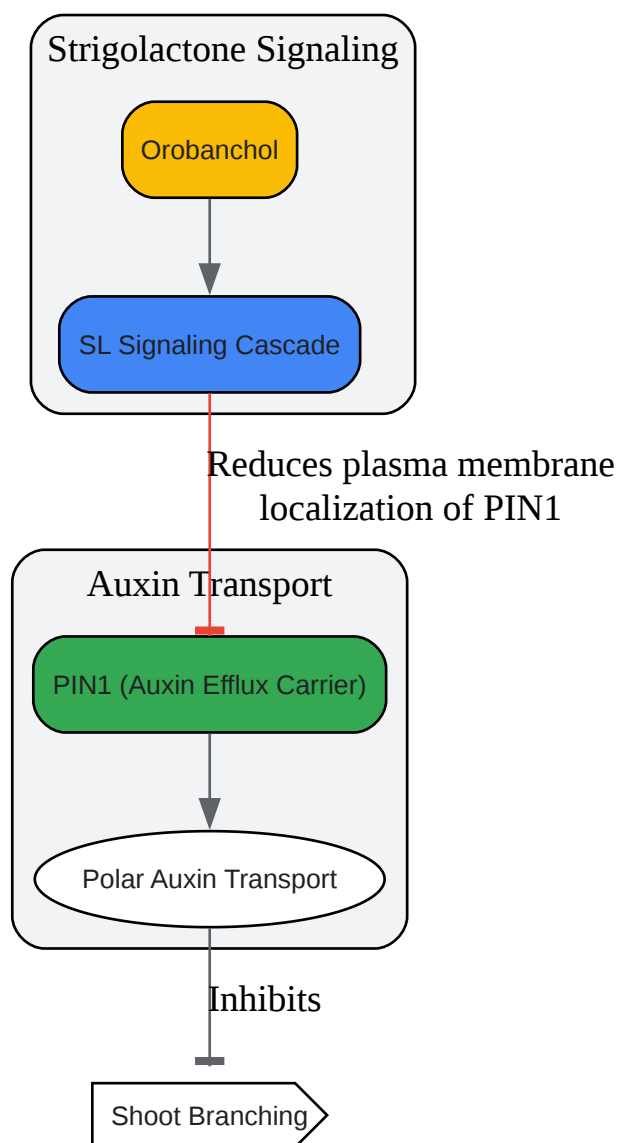 Strigolactone Signaling
Orobanchol
SL Signaling Cascade
Reduces plasma membrane
localization of PIN1
Auxin Transport
PIN1 (Auxin Efflux Carrier)
Polar Auxin Transport
Inhibits
Shoot Branching